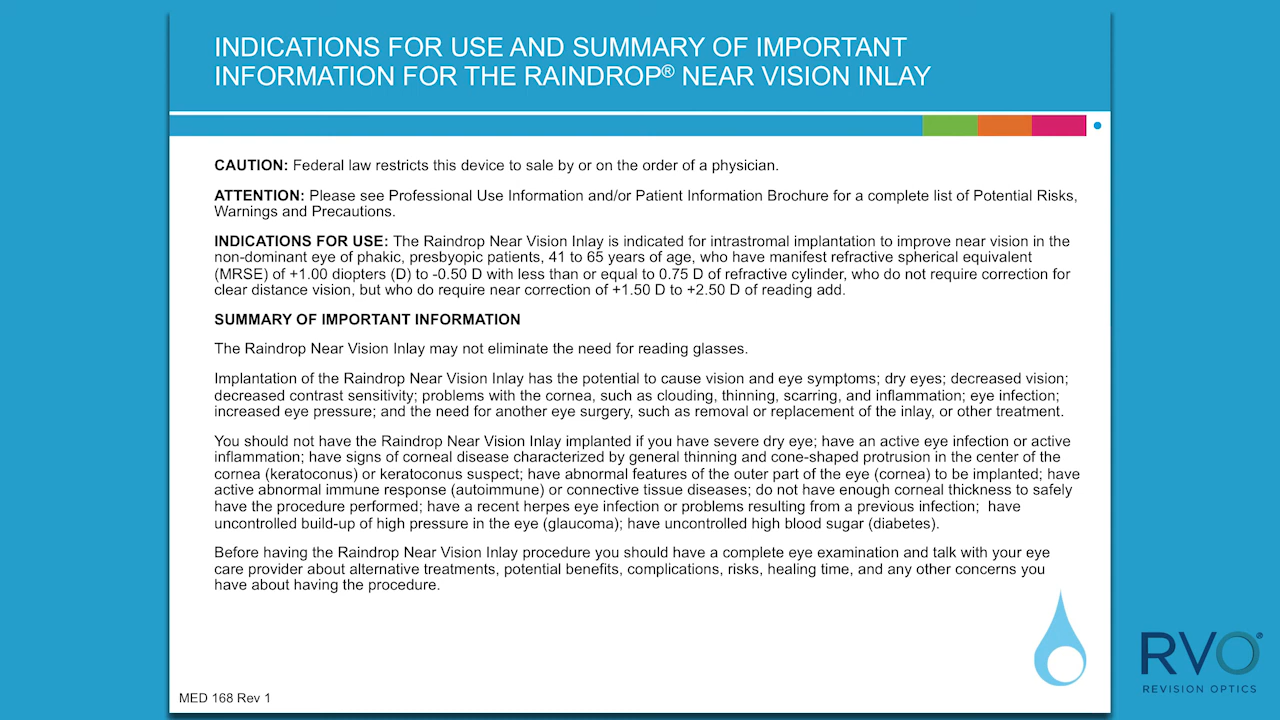 INDICATIONS FOR USE AND SUMMARY OF IMPORTANT
INFORMATION FOR THE RAINDROP® NEAR VISION INLAY
CAUTION: Federal law restricts this device to sale by or on the order of a physician.
ATTENTION: Please see Professional Use Information and/or Patient Information Brochure for a complete list of Potential Risks,
Warnings and Precautions.
INDICATIONS FOR USE: The Raindrop Near Vision Inlay is indicated for intrastromal implantation to improve near vision in the
non-dominant eye of phakic, presbyopic patients, 41 to 65 years of age, who have manifest refractive spherical equivalent
(MRSE) of +1.00 diopters (D) to -0.50 D with less than or equal to 0.75 D of refractive cylinder, who do not require correction for
clear distance vision, but who do require near correction of +1.50 D to +2.50 D of reading add.
SUMMARY OF IMPORTANT INFORMATION
The Raindrop Near Vision Inlay may not eliminate the need for reading glasses.
Implantation of the Raindrop Near Vision Inlay has the potential to cause vision and eye symptoms; dry eyes; decreased vision;
decreased contrast sensitivity; problems with the cornea, such as clouding, thinning, scarring, and inflammation; eye infection;
increased eye pressure; and the need for another eye surgery, such as removal or replacement of the inlay, or other treatment.
You should not have the Raindrop Near Vision Inlay implanted if you have severe dry eye; have an active eye infection or active
inflammation; have signs of corneal disease characterized by general thinning and cone-shaped protrusion in the center of the
cornea (keratoconus) or keratoconus suspect; have abnormal features of the outer part of the eye (cornea) to be implanted; have
active abnormal immune response (autoimmune) or connective tissue diseases; do not have enough corneal thickness to safely
have the procedure performed; have a recent herpes eye infection or problems resulting from a previous infection; have
uncontrolled build-up of high pressure in the eye (glaucoma); have uncontrolled high blood sugar (diabetes).
Before having the Raindrop Near Vision Inlay procedure you should have a complete eye examination and talk with your eye
care provider about alternative treatments, potential benefits, complications, risks, healing time, and any other concerns you
have about having the procedure.
MED 168 Rev 1
RVO
REVISION OPTICS